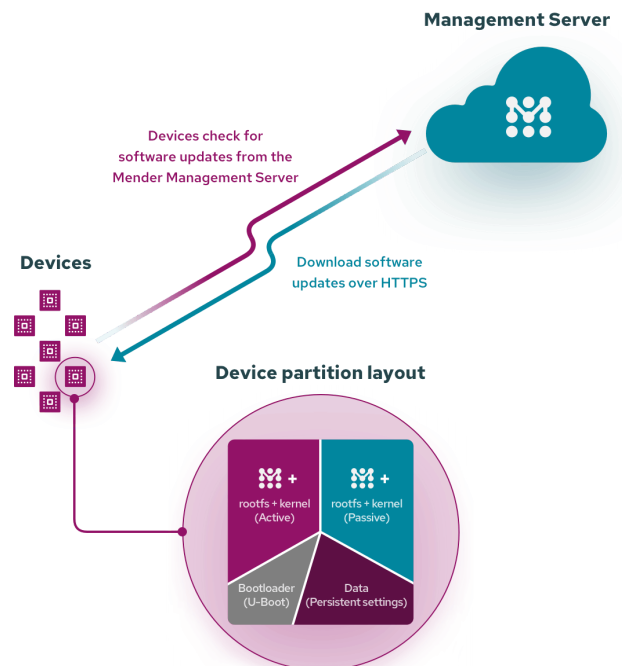 Management Server
Devices check for
software updates from the
Mender Management Server
Download software
updates over HTTPS
Devices
Device partition layout
+
rootfs + kernel
(Active)
+
rootfs + kernel
(Passive)
Bootloader
(U-Boot)
Data
(Persistent settings)